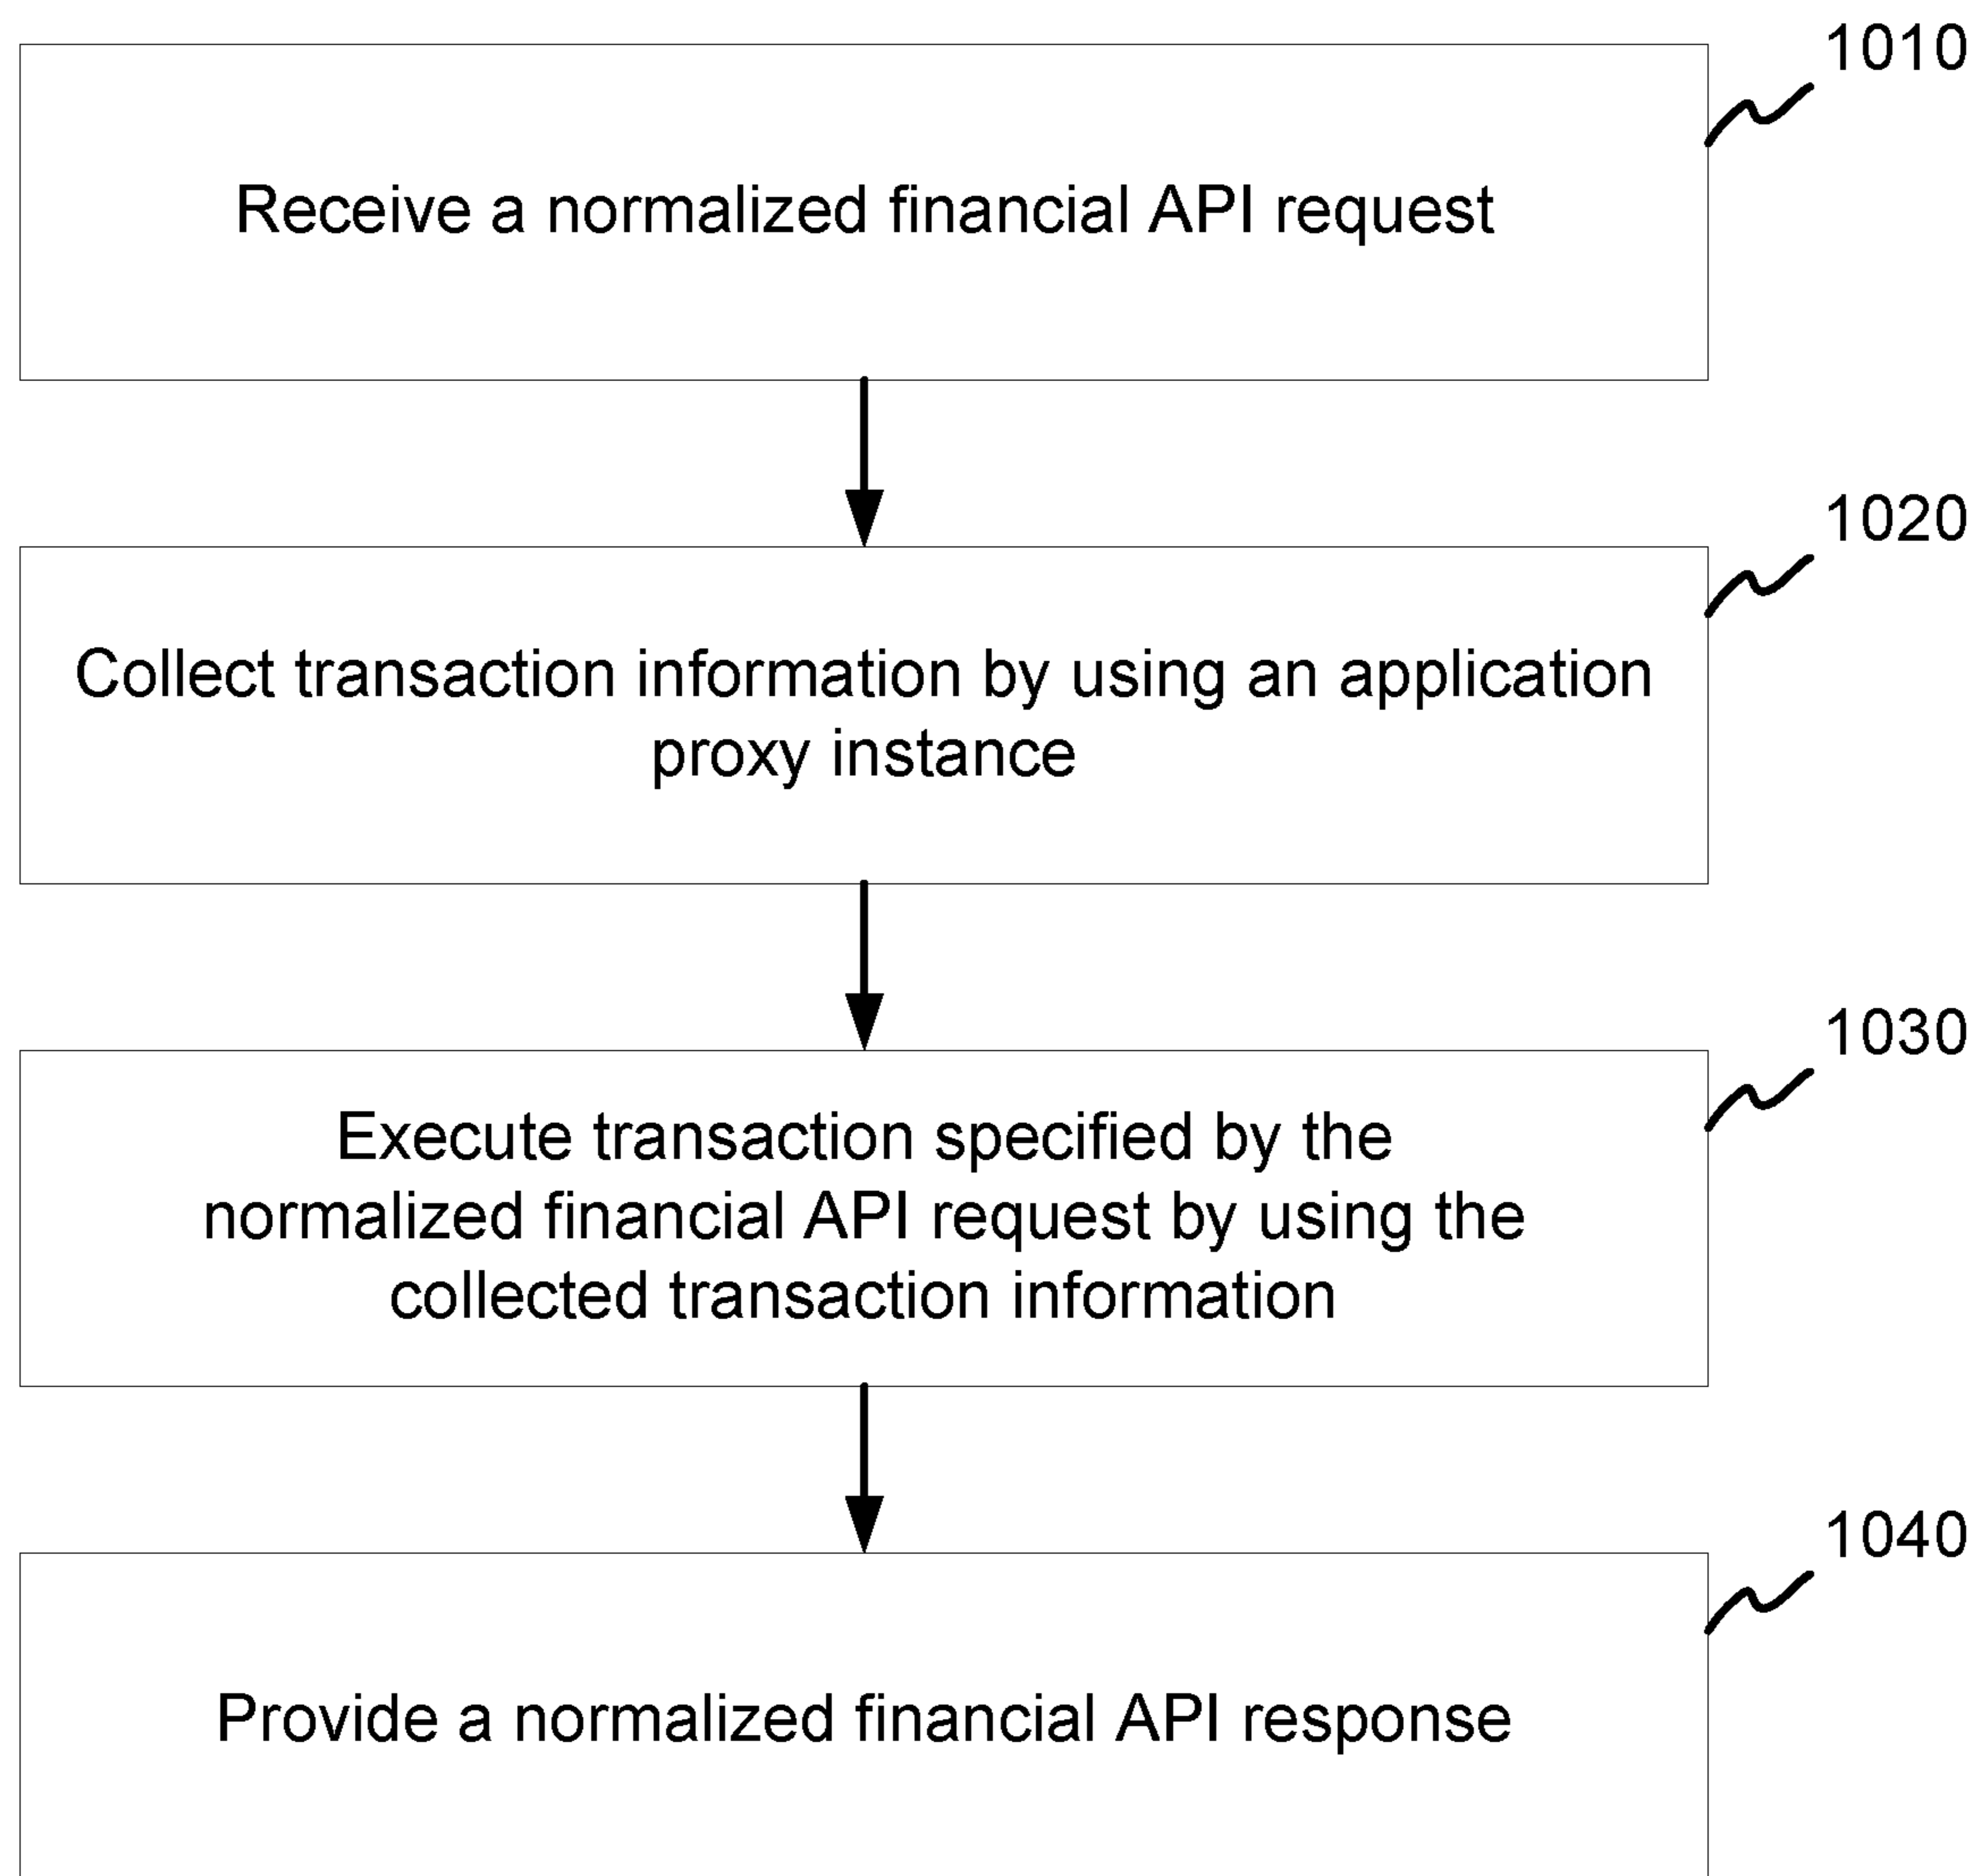 1010
Receive a normalized financial API request
1020
Collect transaction information by using an application
proxy instance
1030
Execute transaction specified by the
normalized financial API request by using the
collected transaction information
1040
Provide a normalized financial API response